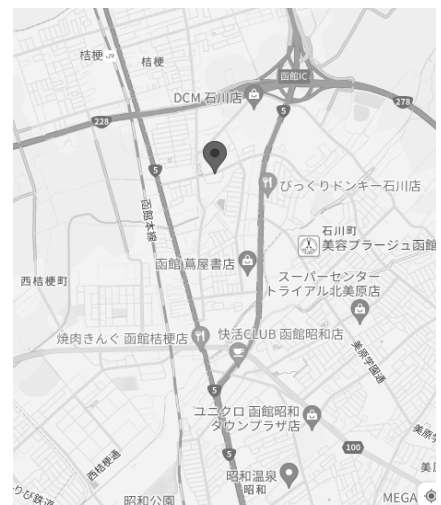 桔梗
桔梗
函館IC
DCM 石川店
278
5
228
5
びっくりドンキー石川店
函館本線
石川町
美容プラージュ函館
函館 蔦屋書店
西桔梗町
スーパーセンター
トライアル北美原店
焼肉きんぐ 函館桔梗店
快活CLUB 函館昭和店
美原学園通
5
ユニクロ 函館昭和
タウンプラザ店
100
5
西桔梗通
昭和温泉
昭和
昭和公園
MEGA